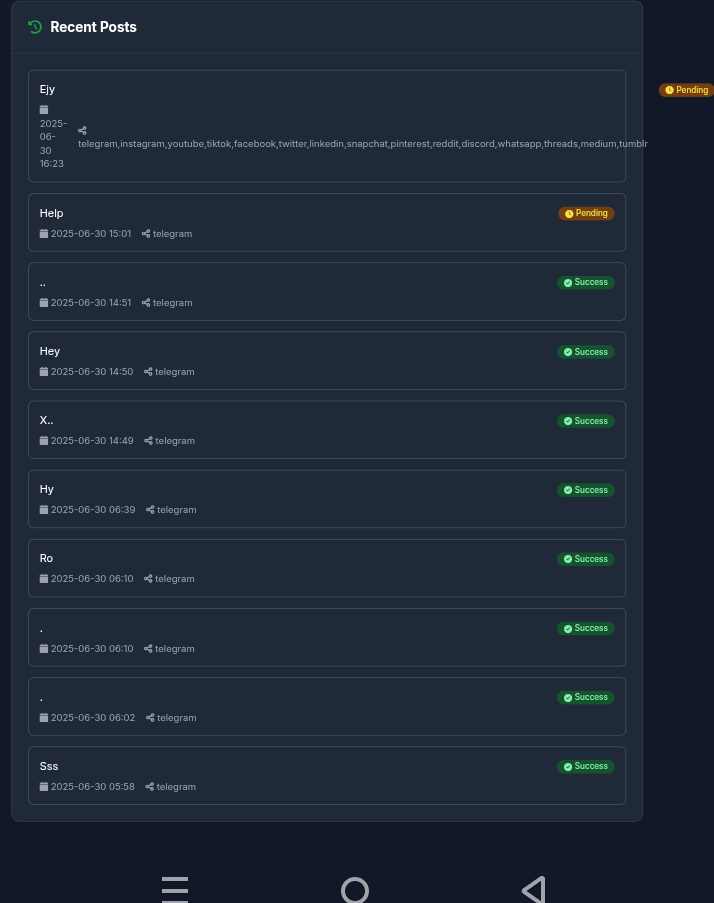 Recent Posts
Ejy
Pending
2025-
06-
30
16:23
telegram,instagram,youtube,tiktok,facebook,twitter,linkedin,snapchat,pinterest,reddit,discord,whatsapp,threads,medium,tumblr
Help
Pending
2025-06-30 15:01 telegram
..
Success
2025-06-30 14:51 telegram
Hey
Success
2025-06-30 14:50 telegram
X..
Success
2025-06-30 14:49 telegram
Hy
Success
2025-06-30 06:39 telegram
Ro
Success
2025-06-30 06:10 telegram
.
Success
2025-06-30 06:10 telegram
.
Success
2025-06-30 06:02 telegram
Sss
Success
2025-06-30 05:58 telegram